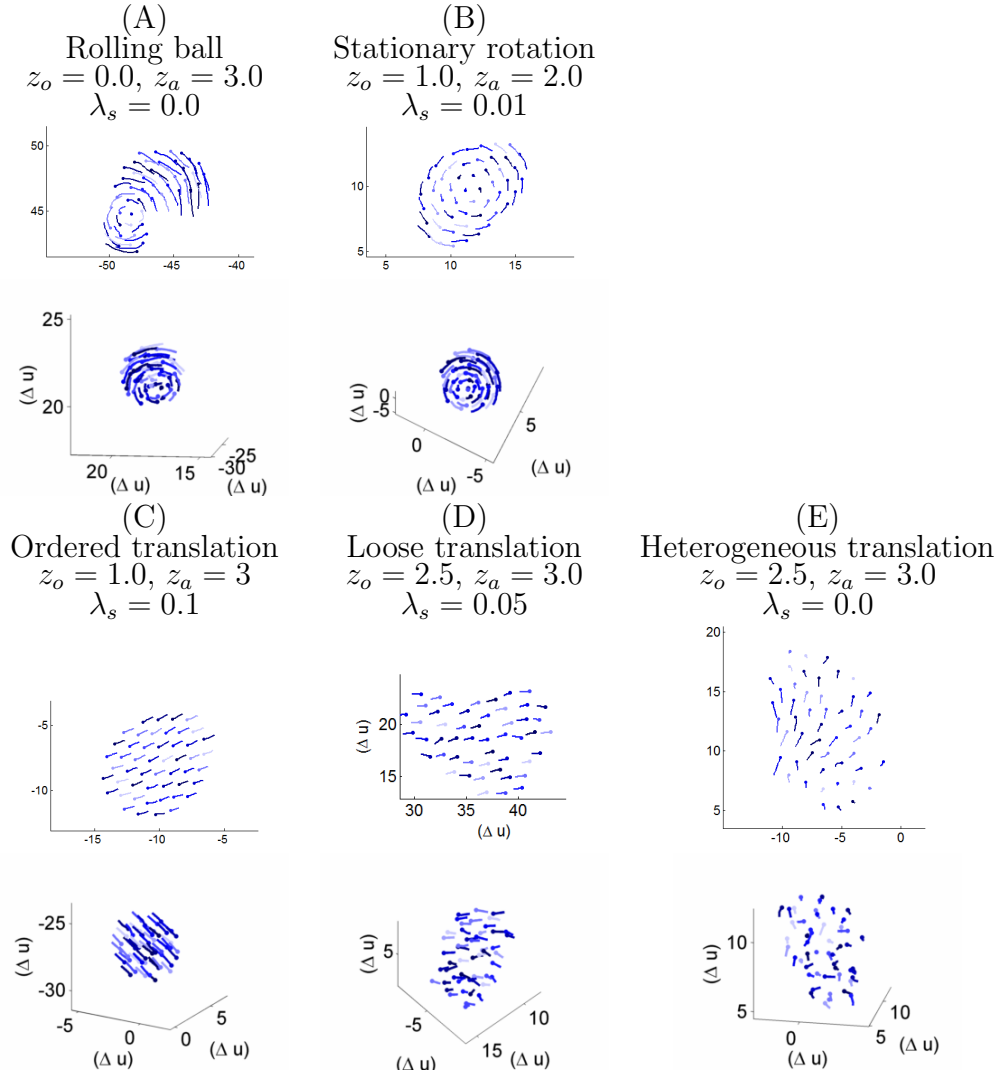 (A)
Rolling ball
z_o = 0.0, z_a = 3.0
λ_s = 0.0
50
45
-50 -45 -40
25
20
(Δ u)
20 15
-25
-30
(Δ u) (Δ u)
(B)
Stationary rotation
z_o = 1.0, z_a = 2.0
λ_s = 0.01
10
5
5 10 15
0
-5
(Δ u)
0
5
-5
(Δ u) (Δ u)
(C)
Ordered translation
z_o = 1.0, z_a = 3
λ_s = 0.1
-5
-10
-15 -10 -5
-25
-30
(Δ u)
-5 0
0 5
(Δ u) (Δ u)
(D)
Loose translation
z_o = 2.5, z_a = 3.0
λ_s = 0.05
20
15
(Δ u)
30 35 40
(Δ u)
5
(Δ u)
-5
10
15
(Δ u) (Δ u)
(E)
Heterogeneous translation
z_o = 2.5, z_a = 3.0
λ_s = 0.0
20
15
10
5
-10 -5 0
10
5
(Δ u)
0
10
5
(Δ u) (Δ u)